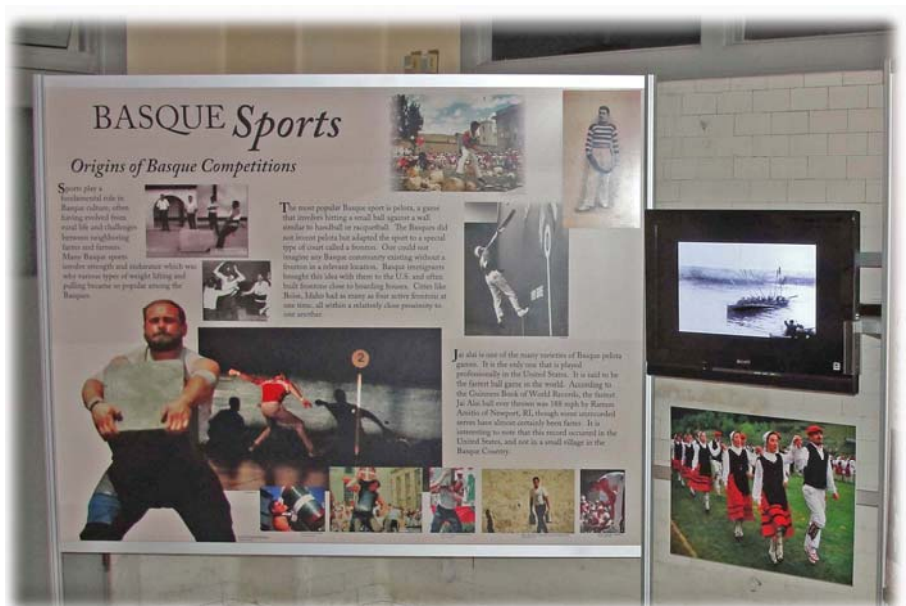 BASQUE Sports
Origins of Basque Competitions
Sports play a
fundamental role in
Basque culture, often
having evolved from
rural life and challenges
between neighboring
farms and farmers.
Many Basque sports
involve strength and endurance which was
why various types of weight lifting and
pulling became so popular among the
Basques.
The most popular Basque sport is pelota, a game
that involves hitting a small ball against a wall
similar to handball or racquetball. The Basques did
not invent pelota but adapted the sport to a special
type of court called a fronton. One could not
imagine any Basque community existing without a
fronton in a relevant location. Basque immigrants
brought this idea with them to the U.S. and often
built frontons close to boarding houses. Cities like
Boise, Idaho had as many as four active frontons at
one time, all within a relatively close proximity to
one another.
Jai alai is one of the many varieties of Basque pelota
games. It is the only one that is played
professionally in the United States. It is said to be
the fastest ball game in the world. According to
the Guinness Book of World Records, the fastest
Jai Alai ball ever thrown was 188 mph by Ramon
of Newport, RI, though some unrecorded
serves have almost certainly been faster. It is
interesting to note that this record occurred in the
United States, and not in a small village in the
Basque Country.
2